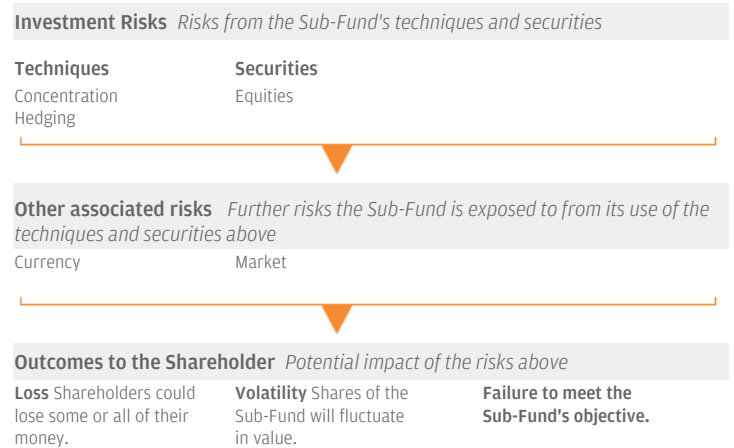 Investment Risks Risks from the Sub-Fund's techniques and securities
Techniques
Concentration
Hedging
Securities
Equities
Other associated risks Further risks the Sub-Fund is exposed to from its use of the
techniques and securities above
Currency
Market
Outcomes to the Shareholder Potential impact of the risks above
Loss Shareholders could
lose some or all of their
money.
Volatility Shares of the
Sub-Fund will fluctuate
in value.
Failure to meet the
Sub-Fund's objective.